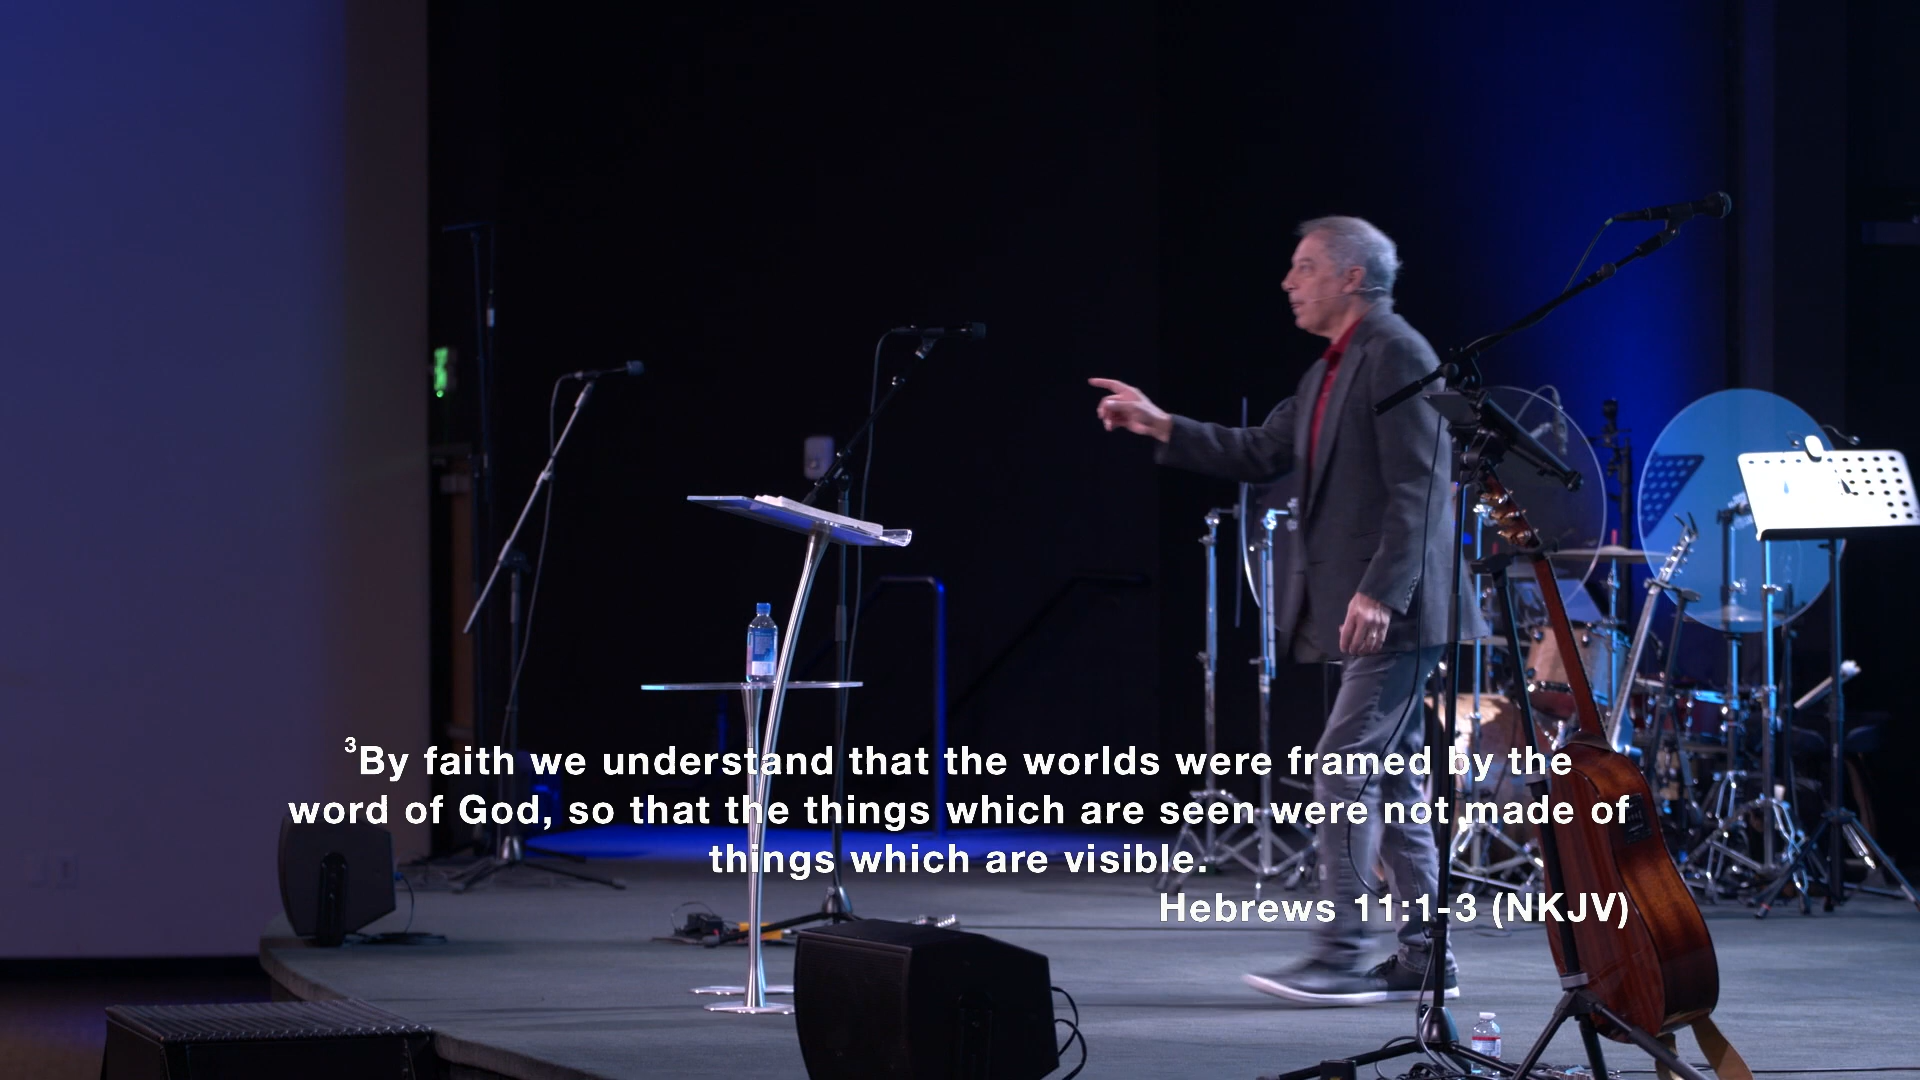 ³By faith we understand that the worlds were framed by the
word of God, so that the things which are seen were not made of
things which are visible.
Hebrews 11:1-3 (NKJV)